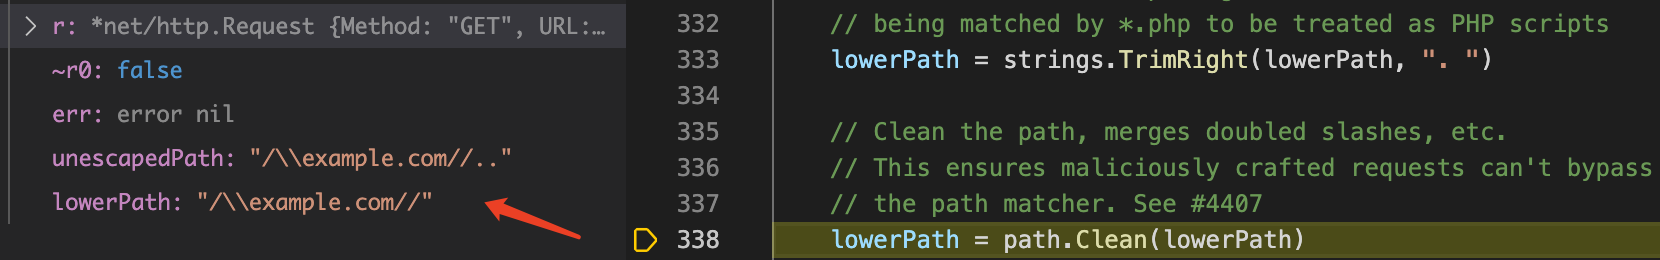 r: *net/http.Request {Method: "GET", URL:…
~r0: false
err: error nil
unescapedPath: "/\\example.com//.."
lowerPath: "/\\example.com//"
332 // being matched by *.php to be treated as PHP scripts
333 lowerPath = strings.TrimRight(lowerPath, ". ")
334
335 // Clean the path, merges doubled slashes, etc.
336 // This ensures maliciously crafted requests can't bypass
337 // the path matcher. See #4407
338 lowerPath = path.Clean(lowerPath)